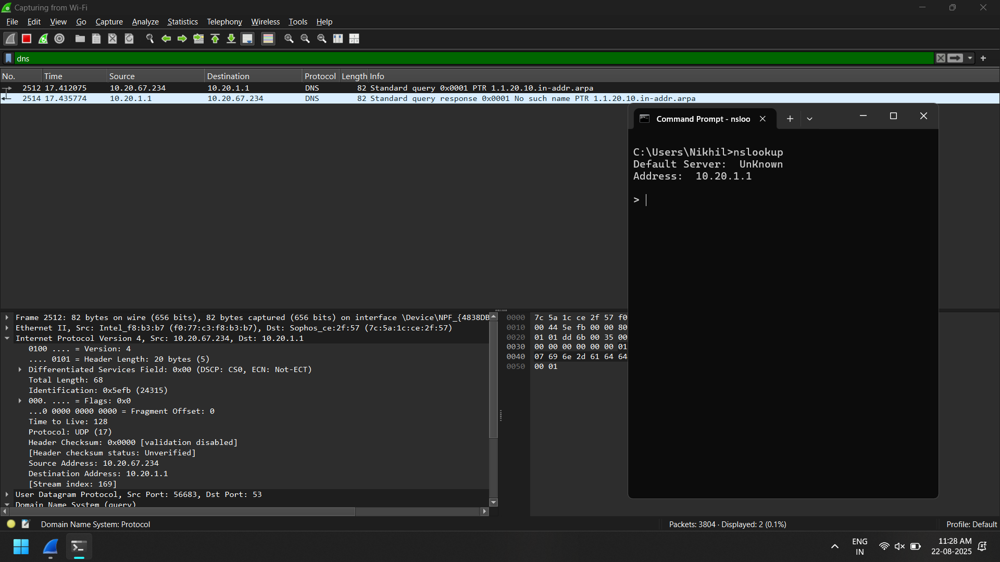 Capturing from Wi-Fi
File Edit View Go Capture Analyze Statistics Telephony Wireless Tools Help
dns
No. Time Source Destination Protocol Length Info
2512 17.412075 10.20.67.234 10.20.1.1 DNS 82 Standard query 0x0001 PTR 1.1.20.10.in-addr.arpa
2514 17.435774 10.20.1.1 10.20.67.234 DNS 82 Standard query response 0x0001 No such name PTR 1.1.20.10.in-addr.arpa
Command Prompt - nsloo
C:\Users\Nikhil>nslookup
Default Server:  UnKnown
Address:  10.20.1.1
>
Frame 2512: 82 bytes on wire (656 bits), 82 bytes captured (656 bits) on interface \Device\NPF_{4838DB
Ethernet II, Src: Intel_f8:b3:b7 (f0:77:c3:f8:b3:b7), Dst: Sophos_ce:2f:57 (7c:5a:1c:ce:2f:57)
Internet Protocol Version 4, Src: 10.20.67.234, Dst: 10.20.1.1
0100 .... = Version: 4
.... 0101 = Header Length: 20 bytes (5)
Differentiated Services Field: 0x00 (DSCP: CS0, ECN: Not-ECT)
Total Length: 68
Identification: 0x5efb (24315)
000. .... = Flags: 0x0
...0 0000 0000 0000 = Fragment Offset: 0
Time to Live: 128
Protocol: UDP (17)
Header Checksum: 0x0000 [validation disabled]
[Header checksum status: Unverified]
Source Address: 10.20.67.234
Destination Address: 10.20.1.1
[Stream index: 169]
User Datagram Protocol, Src Port: 56683, Dst Port: 53
Domain Name System (query)
0000 7c 5a 1c ce 2f 57 f0
0010 00 44 5e fb 00 00 80
0020 01 01 dd 6b 00 35 00
0030 00 00 00 00 00 00 01
0040 07 69 6e 2d 61 64 64
0050 00 01
Domain Name System: Protocol
Packets: 3804 · Displayed: 2 (0.1%)
Profile: Default
ENG
IN
11:28 AM
22-08-2025